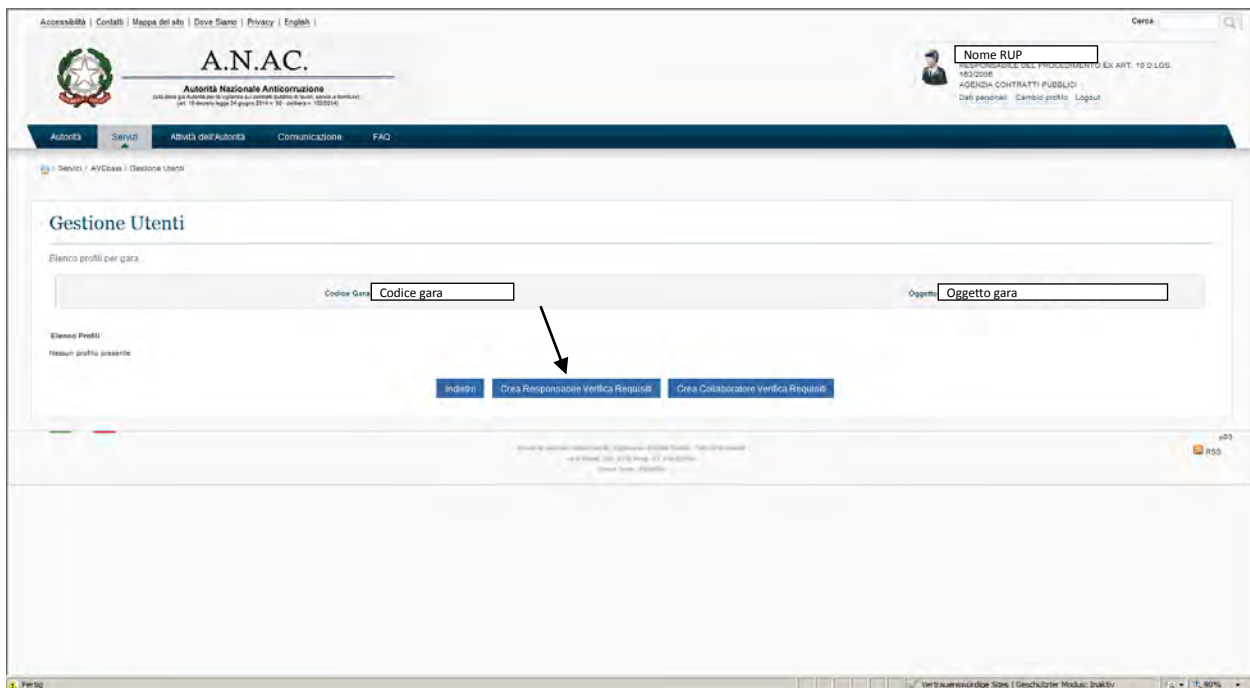 Accessibilità | Contatti | Mappa del sito | Dove Siamo | Privacy | English |
Cerca
A.N.AC.
Autorità Nazionale Anticorruzione
Nome RUP
RESPONSABILE DEL PROCEDIMENTO EX ART. 10 D.LGS.
163/2006
AGENZIA CONTRATTI PUBBLICI
Dati personali Cambio profilo Logout
Autorità Servizi Attività dell'Autorità Comunicazione FAQ
/ Servizi / AVCpass / Gestione Utenti
Gestione Utenti
Elenco profili per gara
Codice Gara Codice gara
Oggetto Oggetto gara
Elenco Profili
Nessun profilo presente
Indietro Crea Responsabile Verifica Requisiti Crea Collaboratore Verifica Requisiti
p03
RSS
Fertig
Vertrauenswürdige Sites | Geschützter Modus: Inaktiv
90%